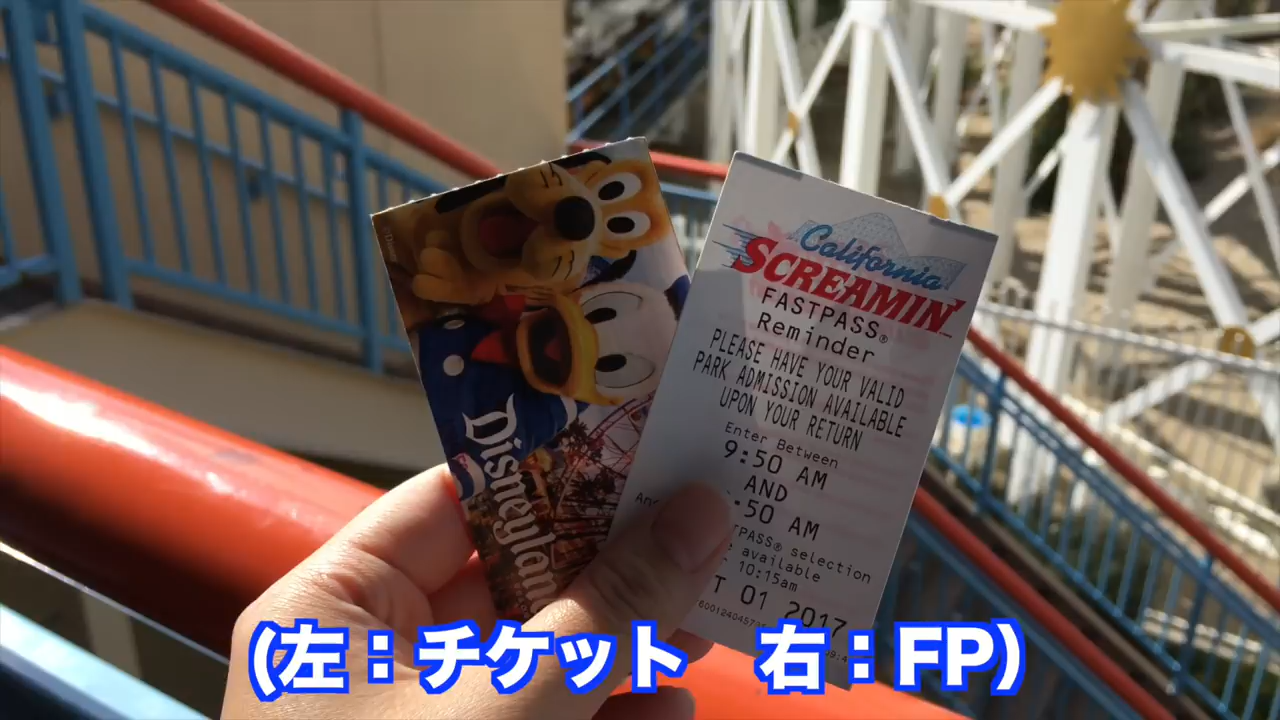 Disneyland
California
SCREAMIN'
FASTPASS®
Reminder
PLEASE HAVE YOUR VALID
PARK ADMISSION AVAILABLE
UPON YOUR RETURN
Enter Between
9:50 AM
AND
:50 AM
selection
available
10:15am
T 01 2017
(左：チケット 右：FP)